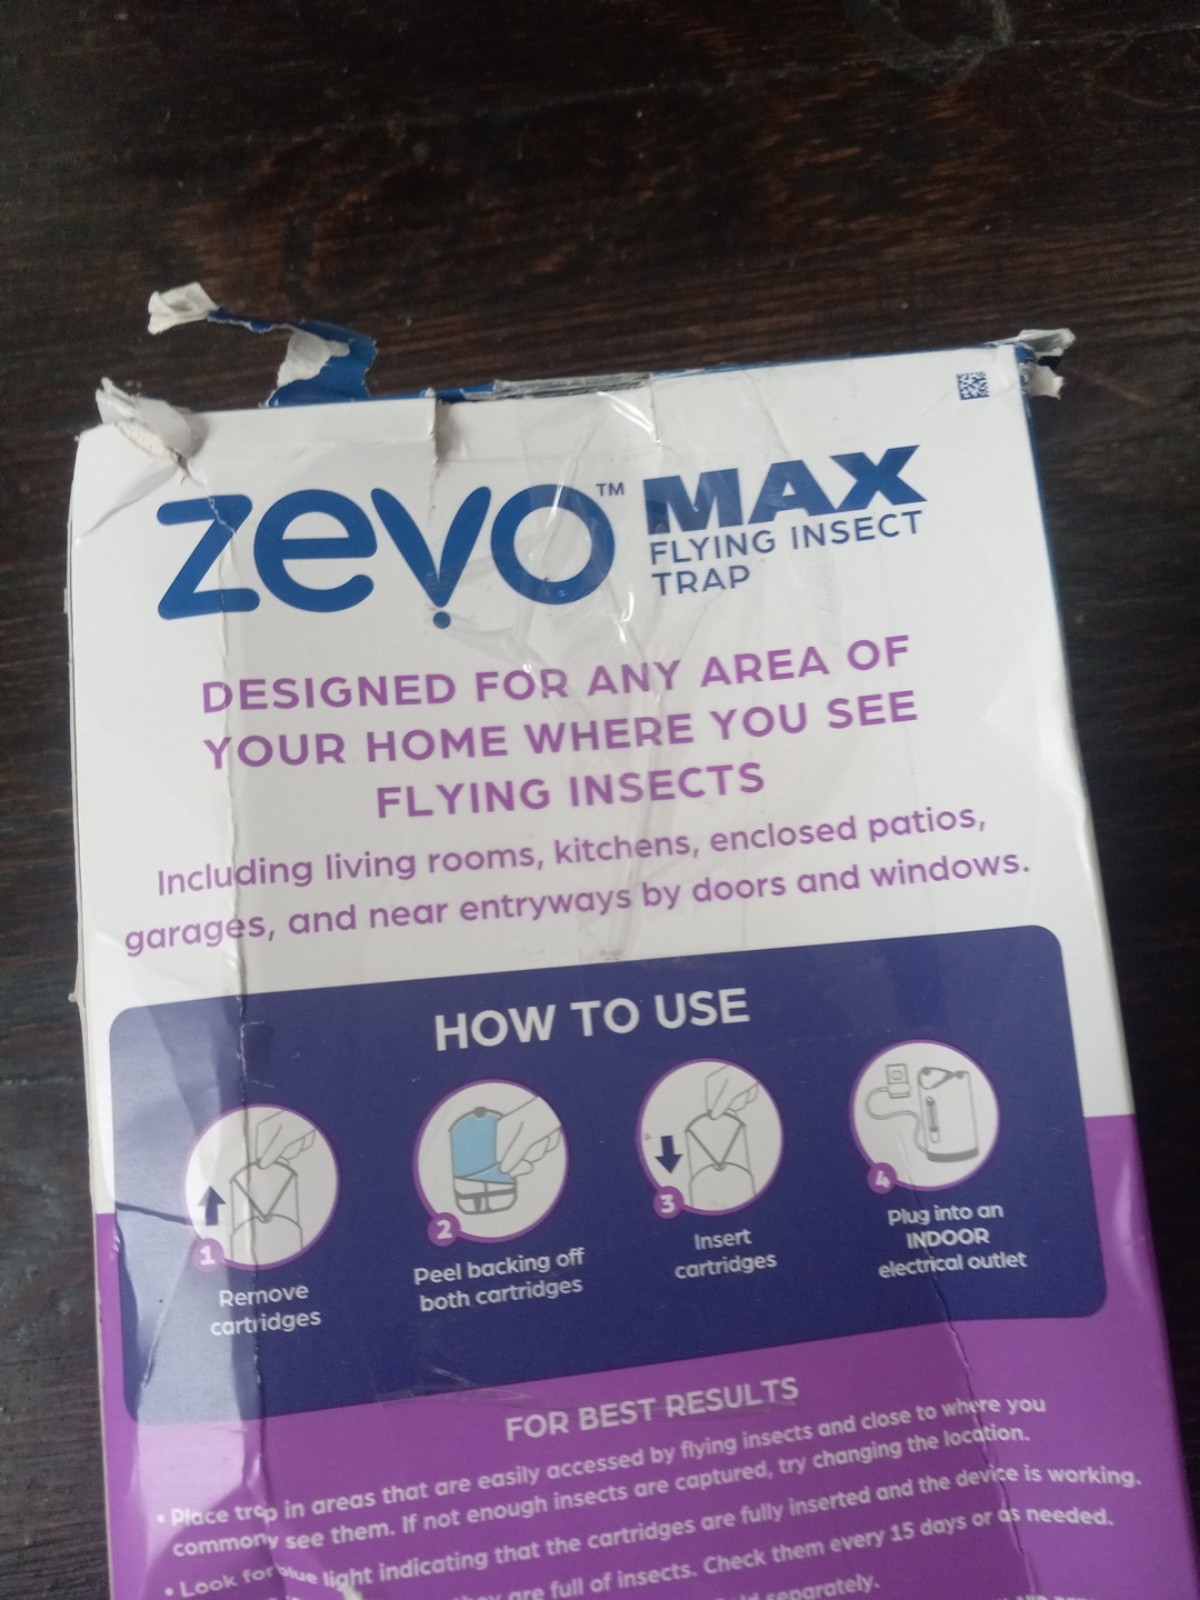 zevo™ MAX
FLYING INSECT
TRAP
DESIGNED FOR ANY AREA OF
YOUR HOME WHERE YOU SEE
FLYING INSECTS
Including living rooms, kitchens, enclosed patios,
garages, and near entryways by doors and windows.
HOW TO USE
1
Remove
cartridges
2
Peel backing off
both cartridges
3
Insert
cartridges
4
Plug into an
INDOOR
electrical outlet
FOR BEST RESULTS
• Place trap in areas that are easily accessed by flying insects and close to where you
commonly see them. If not enough insects are captured, try changing the location.
• Look for blue light indicating that the cartridges are fully inserted and the device is working.
they are full of insects. Check them every 15 days or as needed.
separately.